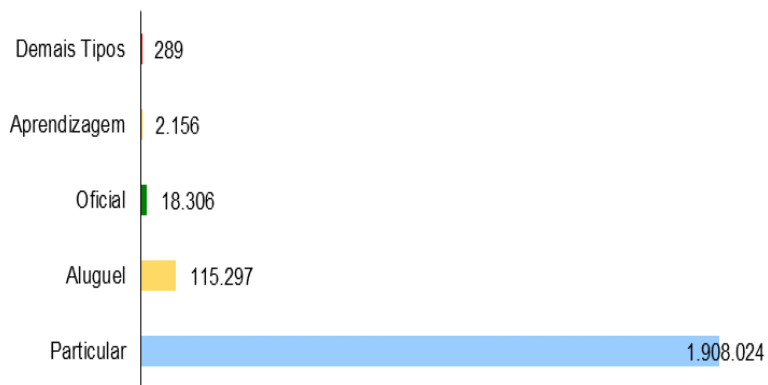 Demais Tipos 289
Aprendizagem 2.156
Oficial 18.306
Aluguel 115.297
Particular 1.908.024